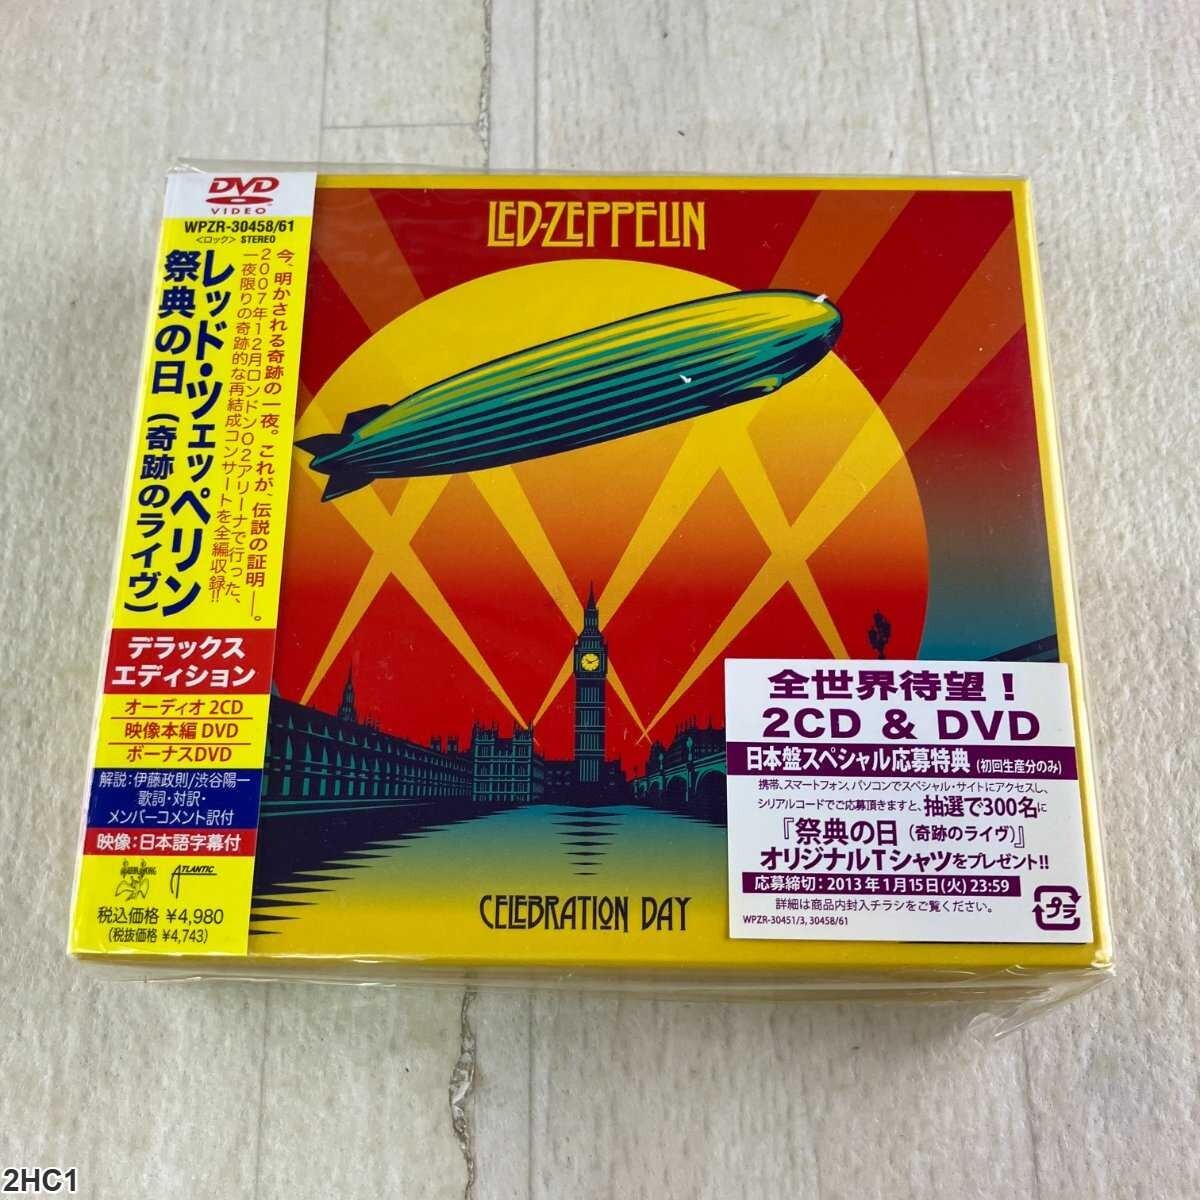 DVD
VIDEO
WPZR-30458/61
<ロック> STEREO
今、明かされる奇跡の一夜。これが、伝説の証明―。
2007年12月ロンドンO2アリーナで行った、
一夜限りの奇跡的な再結成コンサートを全編収録!!
レッド・ツェッペリン
祭典の日(奇跡のライヴ)
デラックス
エディション
オーディオ 2CD
映像本編 DVD
ボーナスDVD
解説:伊藤政則/渋谷陽一
歌詞・対訳・
メンバーコメント訳付
映像:日本語字幕付
ATLANTIC
税込価格 ¥4,980
(税抜価格 ¥4,743)
LED-ZEPPELIN
CELEBRATION DAY
全世界待望!
2CD & DVD
日本盤スペシャル応募特典 (初回生産分のみ)
携帯、スマートフォン、パソコンでスペシャル・サイトにアクセスし、
シリアルコードでご応募頂きますと、抽選で300名に
『祭典の日(奇跡のライヴ)』
オリジナルTシャツをプレゼント!!
応募締切:2013年1月15日(火) 23:59
詳細は商品内封入チラシをご覧ください。
WPZR-30451/3, 30458/61
プラ
2HC1